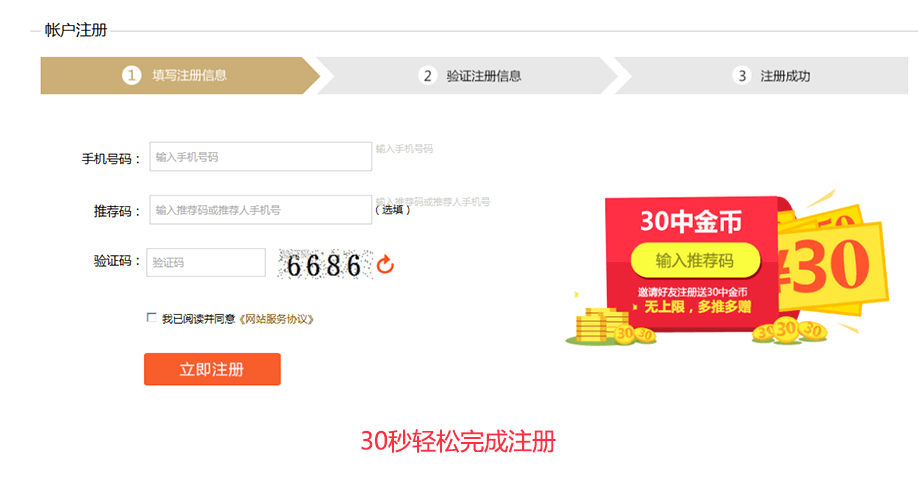 帐户注册
1 填写注册信息
2 验证注册信息
3 注册成功
手机号码：
输入手机号码
输入手机号码
推荐码：
输入推荐码或推荐人手机号
输入推荐码或推荐人手机号
（选填）
验证码：
验证码
6686
我已阅读并同意《网站服务协议》
立即注册
30中金币
输入推荐码
邀请好友注册送30中金币
无上限，多推多赠
50
¥30
30
30
30
30
30
30秒轻松完成注册